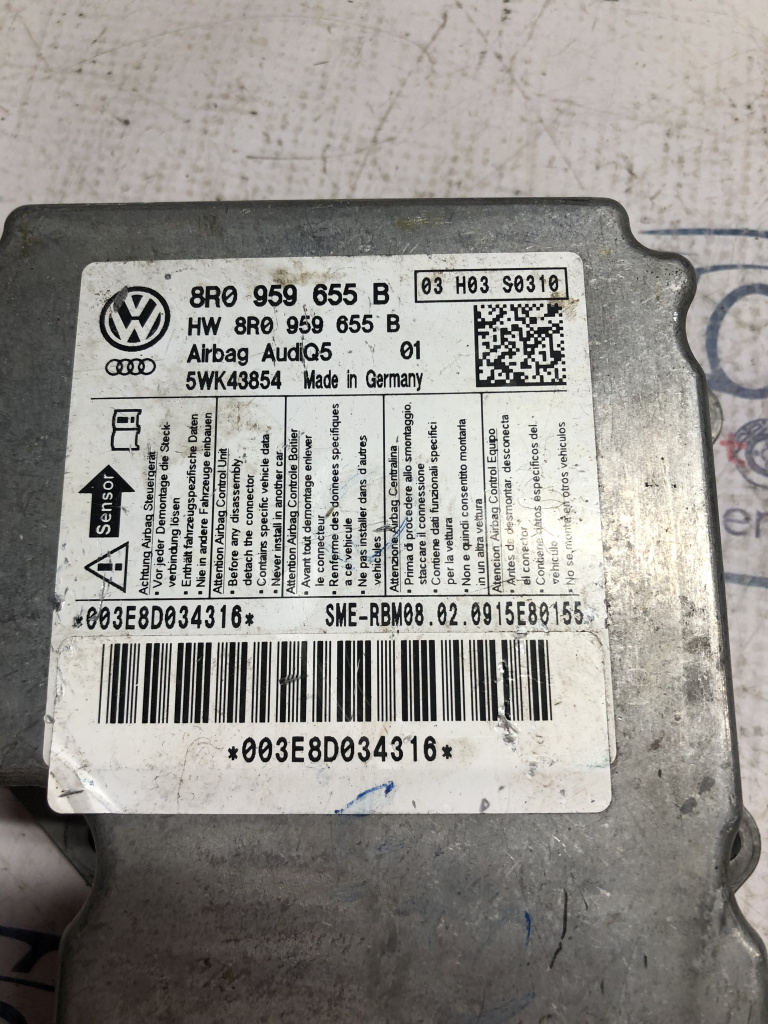 8R0 959 655 B
03 H03 S0310
HW 8R0 959 655 B
Airbag AudiQ5 01
5WK43854 Made in Germany
Sensor
Achtung Airbag Steuergerät
• Vor jeder Demontage die Steck-
verbindung lösen
• Enthält fahrzeugspezifische Daten
• Nie in andere Fahrzeuge einbauen
Attention Airbag Control Unit
• Before any disassembly
detach the connector
• Contains specific vehicle data
• Never install in another car
Attention Airbag Controle Boitier
• Avant tout demontage enlever
le connecteur
• Renferme des donnees specifiques
a ce vehicule
• Ne pas installer dans d'autres
vehicules
Attenzione Airbag Centralina
• Prima di procedere allo smontaggio,
staccare il connessione
• Contiene dati funzionali specifici
per la vettura
• Non e quindi consentito montarla
in un altra vettura
Atencion Airbag Control Equipo
• Antes de desmontar, desconecta
el conector
• Contiene datos especificos del
vehiculo
• No se monta en otros vehiculos
*003E8D034316* SME-RBM08.02.0915E80155
*003E8D034316*